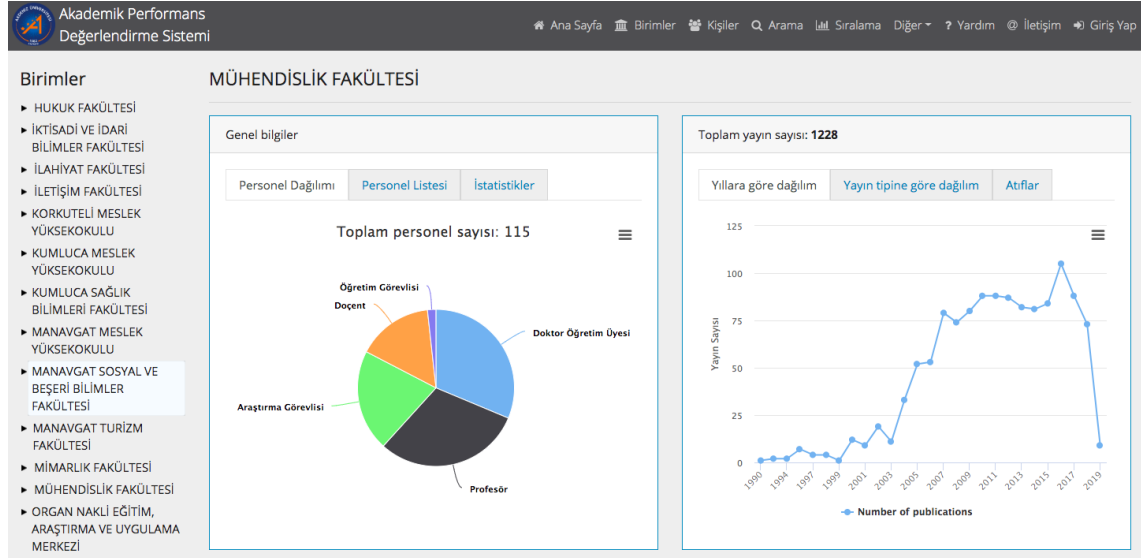 Akademik Performans
Değerlendirme Sistemi
Ana Sayfa Birimler Kişiler Arama Sıralama Diğer ? Yardım @ İletişim Giriş Yap
Birimler
HUKUK FAKÜLTESİ
İKTİSADİ VE İDARİ
BİLİMLER FAKÜLTESİ
İLAHİYAT FAKÜLTESİ
İLETİŞİM FAKÜLTESİ
KORKUTELİ MESLEK
YÜKSEKOKULU
KUMLUCA MESLEK
YÜKSEKOKULU
KUMLUCA SAĞLIK
BİLİMLERİ FAKÜLTESİ
MANAVGAT MESLEK
YÜKSEKOKULU
MANAVGAT SOSYAL VE
BEŞERİ BİLİMLER
FAKÜLTESİ
MANAVGAT TURİZM
FAKÜLTESİ
MİMARLIK FAKÜLTESİ
MÜHENDİSLİK FAKÜLTESİ
ORGAN NAKLİ EĞİTİM,
ARAŞTIRMA VE UYGULAMA
MERKEZİ
MÜHENDİSLİK FAKÜLTESİ
Genel bilgiler
Personel Dağılımı Personel Listesi İstatistikler
Toplam personel sayısı: 115
Öğretim Görevlisi
Doçent
Doktor Öğretim Üyesi
Araştırma Görevlisi
Profesör
Toplam yayın sayısı: 1228
Yıllara göre dağılım Yayın tipine göre dağılım Atıflar
125
100
75
50
25
0
Yayın Sayısı
1990 1994 1997 1999 2001 2003 2005 2007 2009 2011 2013 2015 2017 2019
Number of publications